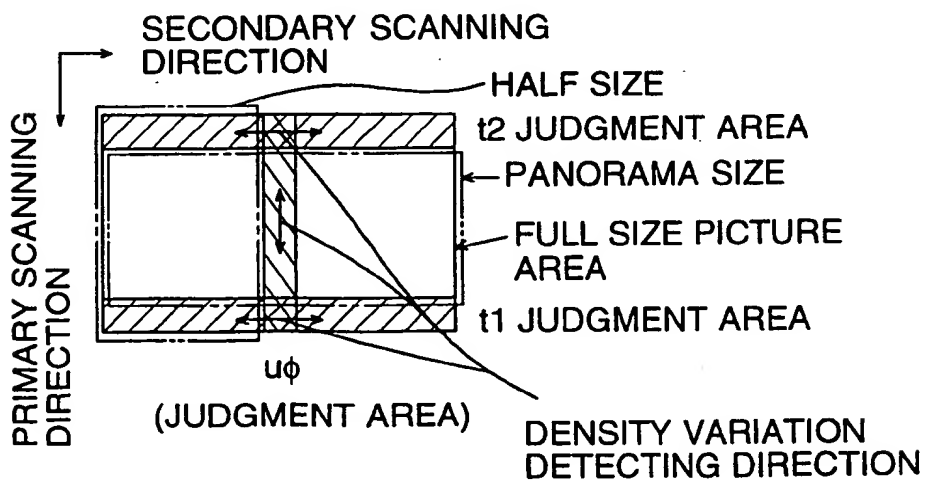 SECONDARY SCANNING
DIRECTION
HALF SIZE
t2 JUDGMENT AREA
PANORAMA SIZE
FULL SIZE PICTURE
AREA
t1 JUDGMENT AREA
PRIMARY SCANNING
DIRECTION
uϕ
(JUDGMENT AREA)
DENSITY VARIATION
DETECTING DIRECTION